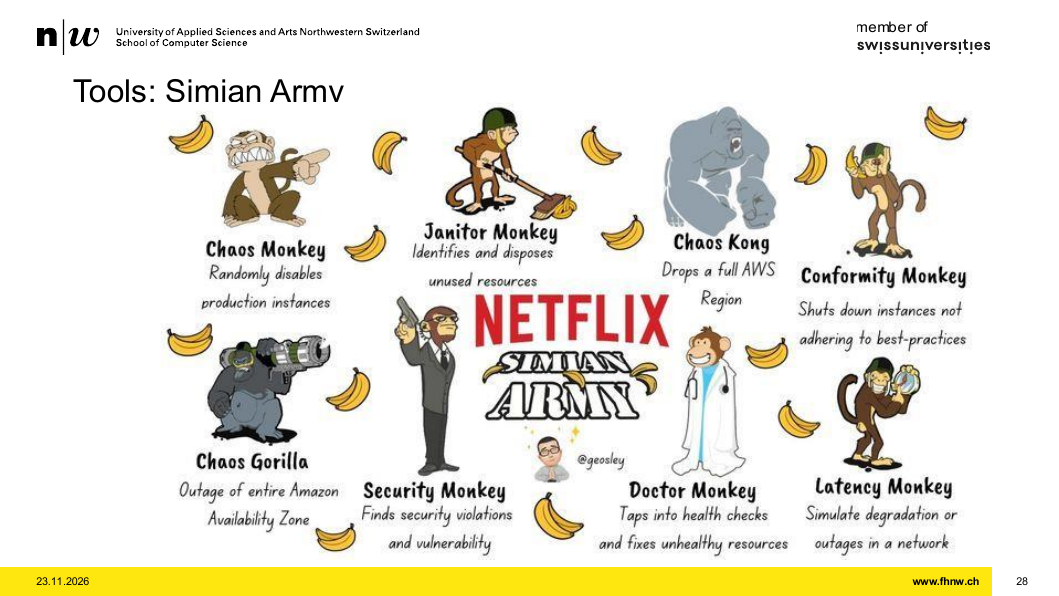 n|w University of Applied Sciences and Arts Northwestern Switzerland
School of Computer Science
member of
swissuniversities
Tools: Simian Army
Chaos Monkey
Randomly disables
production instances
Janitor Monkey
Identifies and disposes
unused resources
Chaos Kong
Drops a full AWS
Region
Conformity Monkey
Shuts down instances not
adhering to best-practices
NETFLIX
SIMIAN
ARMY
@geosley
Chaos Gorilla
Outage of entire Amazon
Availability Zone
Security Monkey
Finds security violations
and vulnerability
Doctor Monkey
Taps into health checks
and fixes unhealthy resources
Latency Monkey
Simulate degradation or
outages in a network
23.11.2026
www.fhnw.ch
28